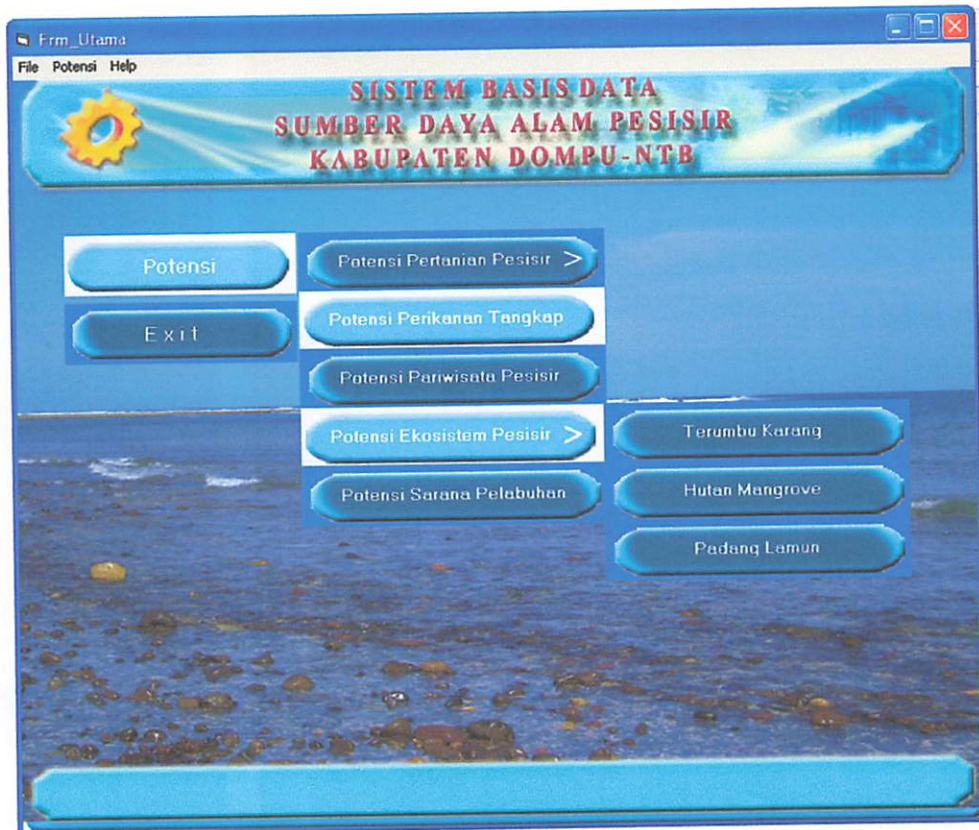 Frm_Utama
File Potensi Help
SISTEM BASIS DATA
SUMBER DAYA ALAM PESISIR
KABUPATEN DOMPU-NTB
Potensi
Exit
Potensi Pertanian Pesisir >
Potensi Perikanan Tangkap
Potensi Pariwisata Pesisir
Potensi Ekosistem Pesisir >
Potensi Sarana Pelabuhan
Terumbu Karang
Hutan Mangrove
Padang Lamun